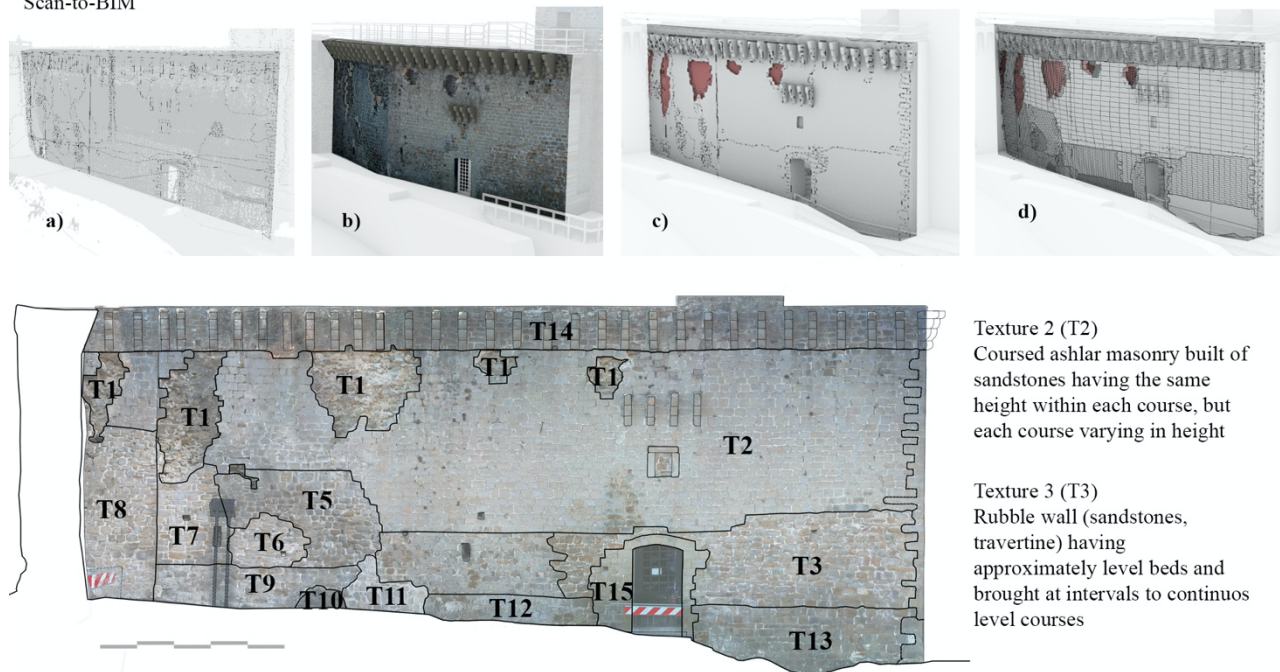 Scan-to-BIM
a)
b)
c)
d)
T14
T1
T1
T1
T1
T1
T2
T8
T7
T5
T6
T9
T10
T11
T12
T15
T3
T13
Texture 2 (T2)
Coursed ashlar masonry built of
sandstones having the same
height within each course, but
each course varying in height
Texture 3 (T3)
Rubble wall (sandstones,
travertine) having
approximately level beds and
brought at intervals to continuos
level courses